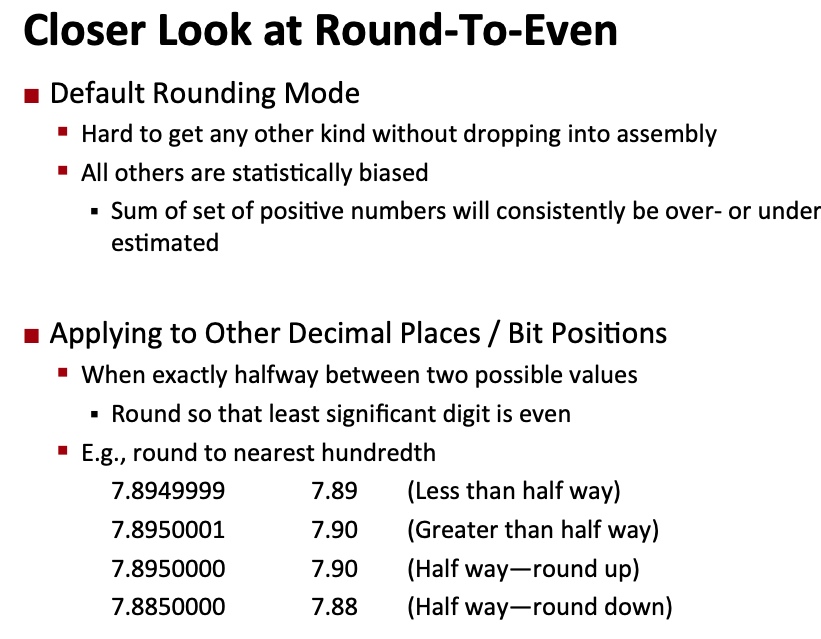 Closer Look at Round-To-Even
■ Default Rounding Mode
▪ Hard to get any other kind without dropping into assembly
▪ All others are statistically biased
▪ Sum of set of positive numbers will consistently be over- or under
estimated
■ Applying to Other Decimal Places / Bit Positions
▪ When exactly halfway between two possible values
▪ Round so that least significant digit is even
▪ E.g., round to nearest hundredth
7.8949999 7.89 (Less than half way)
7.8950001 7.90 (Greater than half way)
7.8950000 7.90 (Half way—round up)
7.8850000 7.88 (Half way—round down)